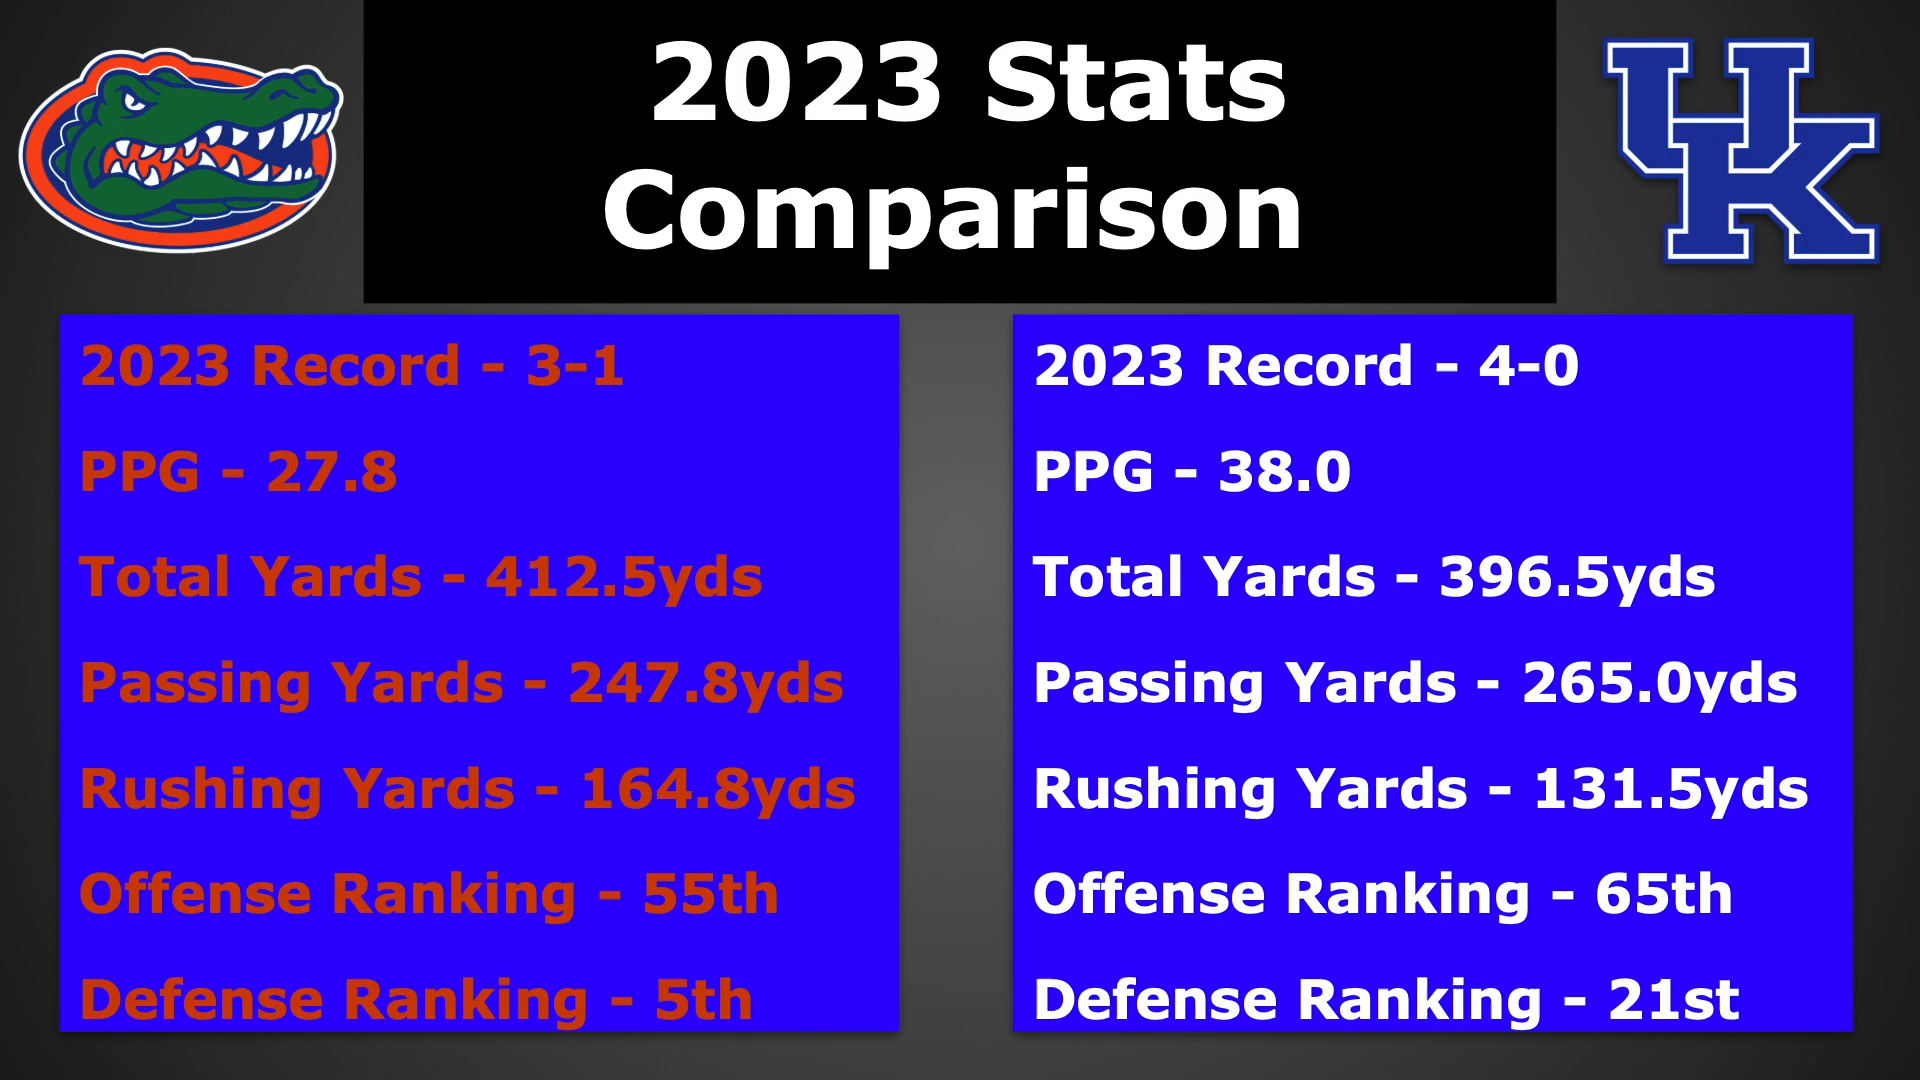 2023 Stats
Comparison
UK
2023 Record - 3-1
PPG - 27.8
Total Yards - 412.5yds
Passing Yards - 247.8yds
Rushing Yards - 164.8yds
Offense Ranking - 55th
Defense Ranking - 5th
2023 Record - 4-0
PPG - 38.0
Total Yards - 396.5yds
Passing Yards - 265.0yds
Rushing Yards - 131.5yds
Offense Ranking - 65th
Defense Ranking - 21st